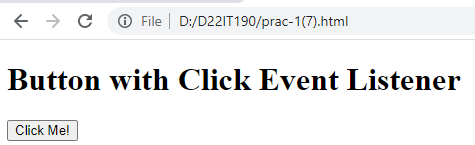 File D:/D22IT190/prac-1(7).html
Button with Click Event Listener
Click Me!